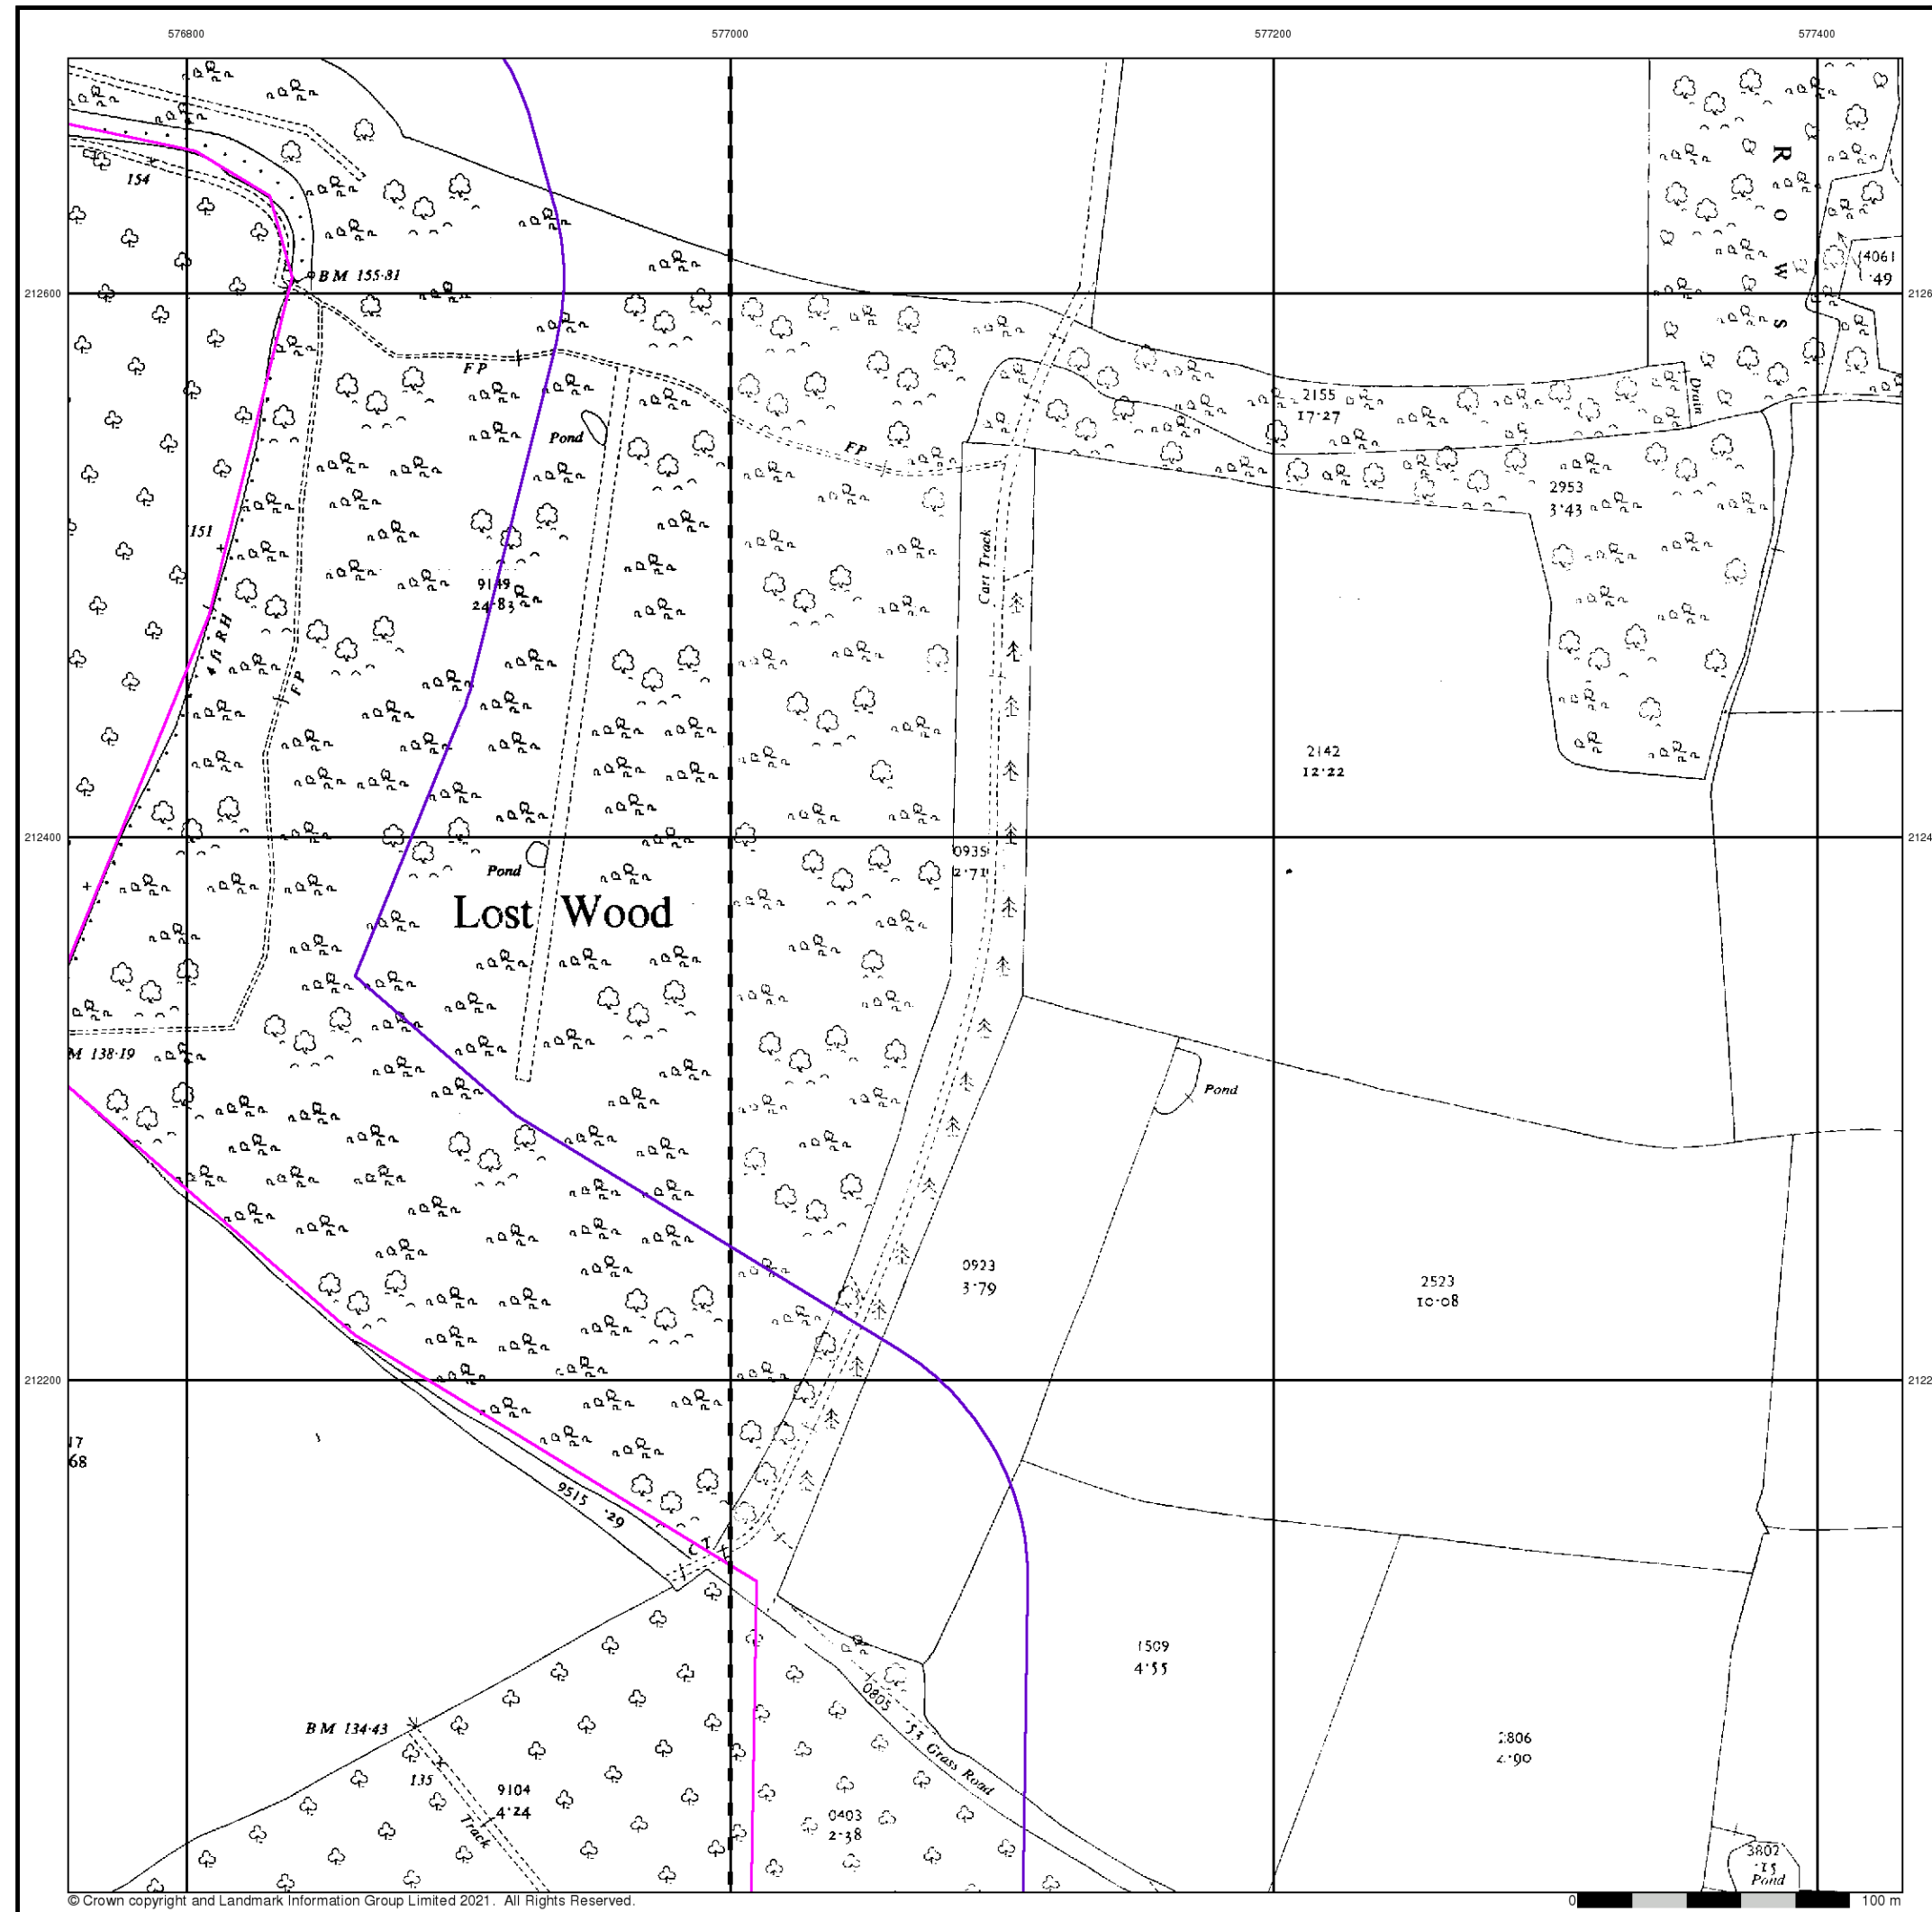 576800
577000
577200
577400
R O W S
154
BM 155·81
4061
·49
212600
2126
FP
2155
17·27
Drain
Pond
FP
2953
3·43
151
Cart Track
9149
24·83
4 ft RH
FP
2142
12·22
212400
2124
0935
2·71
Pond
Lost Wood
M 138·19
Pond
0923
3·79
2523
10·08
212200
2122
17
68
9515 ·29
C T
1509
4·55
0805 ·53 Grass Road
BM 134·43
2806
4·90
135
9104
4·24
Track
0403
2·38
3802
·15
Pond
© Crown copyright and Landmark Information Group Limited 2021. All Rights Reserved.
0
100 m